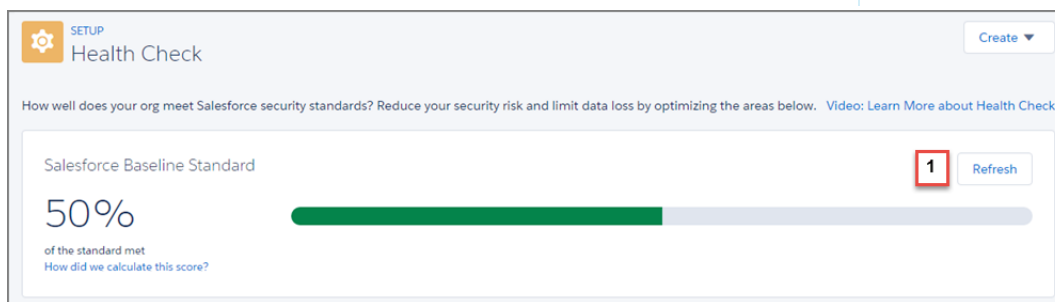 SETUP
Health Check
Create
How well does your org meet Salesforce security standards? Reduce your security risk and limit data loss by optimizing the areas below. Video: Learn More about Health Check
Salesforce Baseline Standard
1
Refresh
50%
of the standard met
How did we calculate this score?